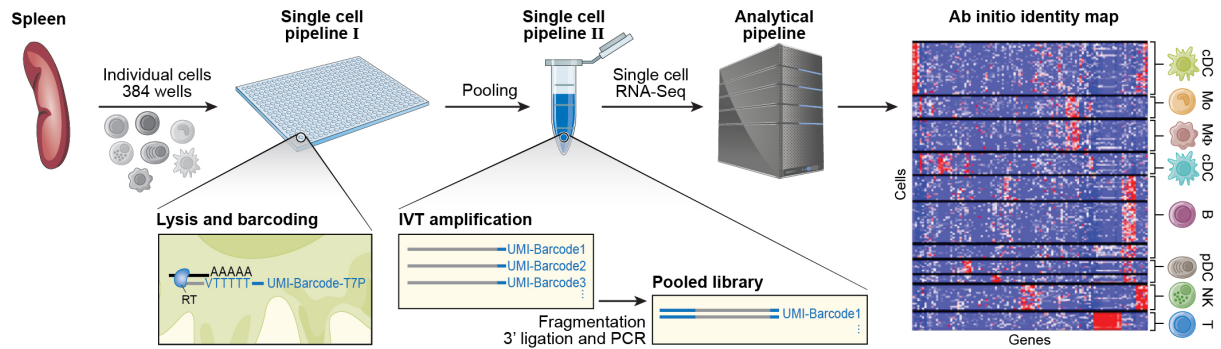 Spleen
Individual cells
384 wells
Single cell
pipeline I
Pooling
Single cell
pipeline II
Single cell
RNA-Seq
Analytical
pipeline
Ab initio identity map
Cells
Genes
cDC
Mo
MΦ
cDC
B
pDC
NK
T
Lysis and barcoding
AAAAA
VTTTTT
UMI-Barcode-T7P
RT
IVT amplification
UMI-Barcode1
UMI-Barcode2
UMI-Barcode3
⋮
Fragmentation
3' ligation and PCR
Pooled library
UMI-Barcode1
⋮